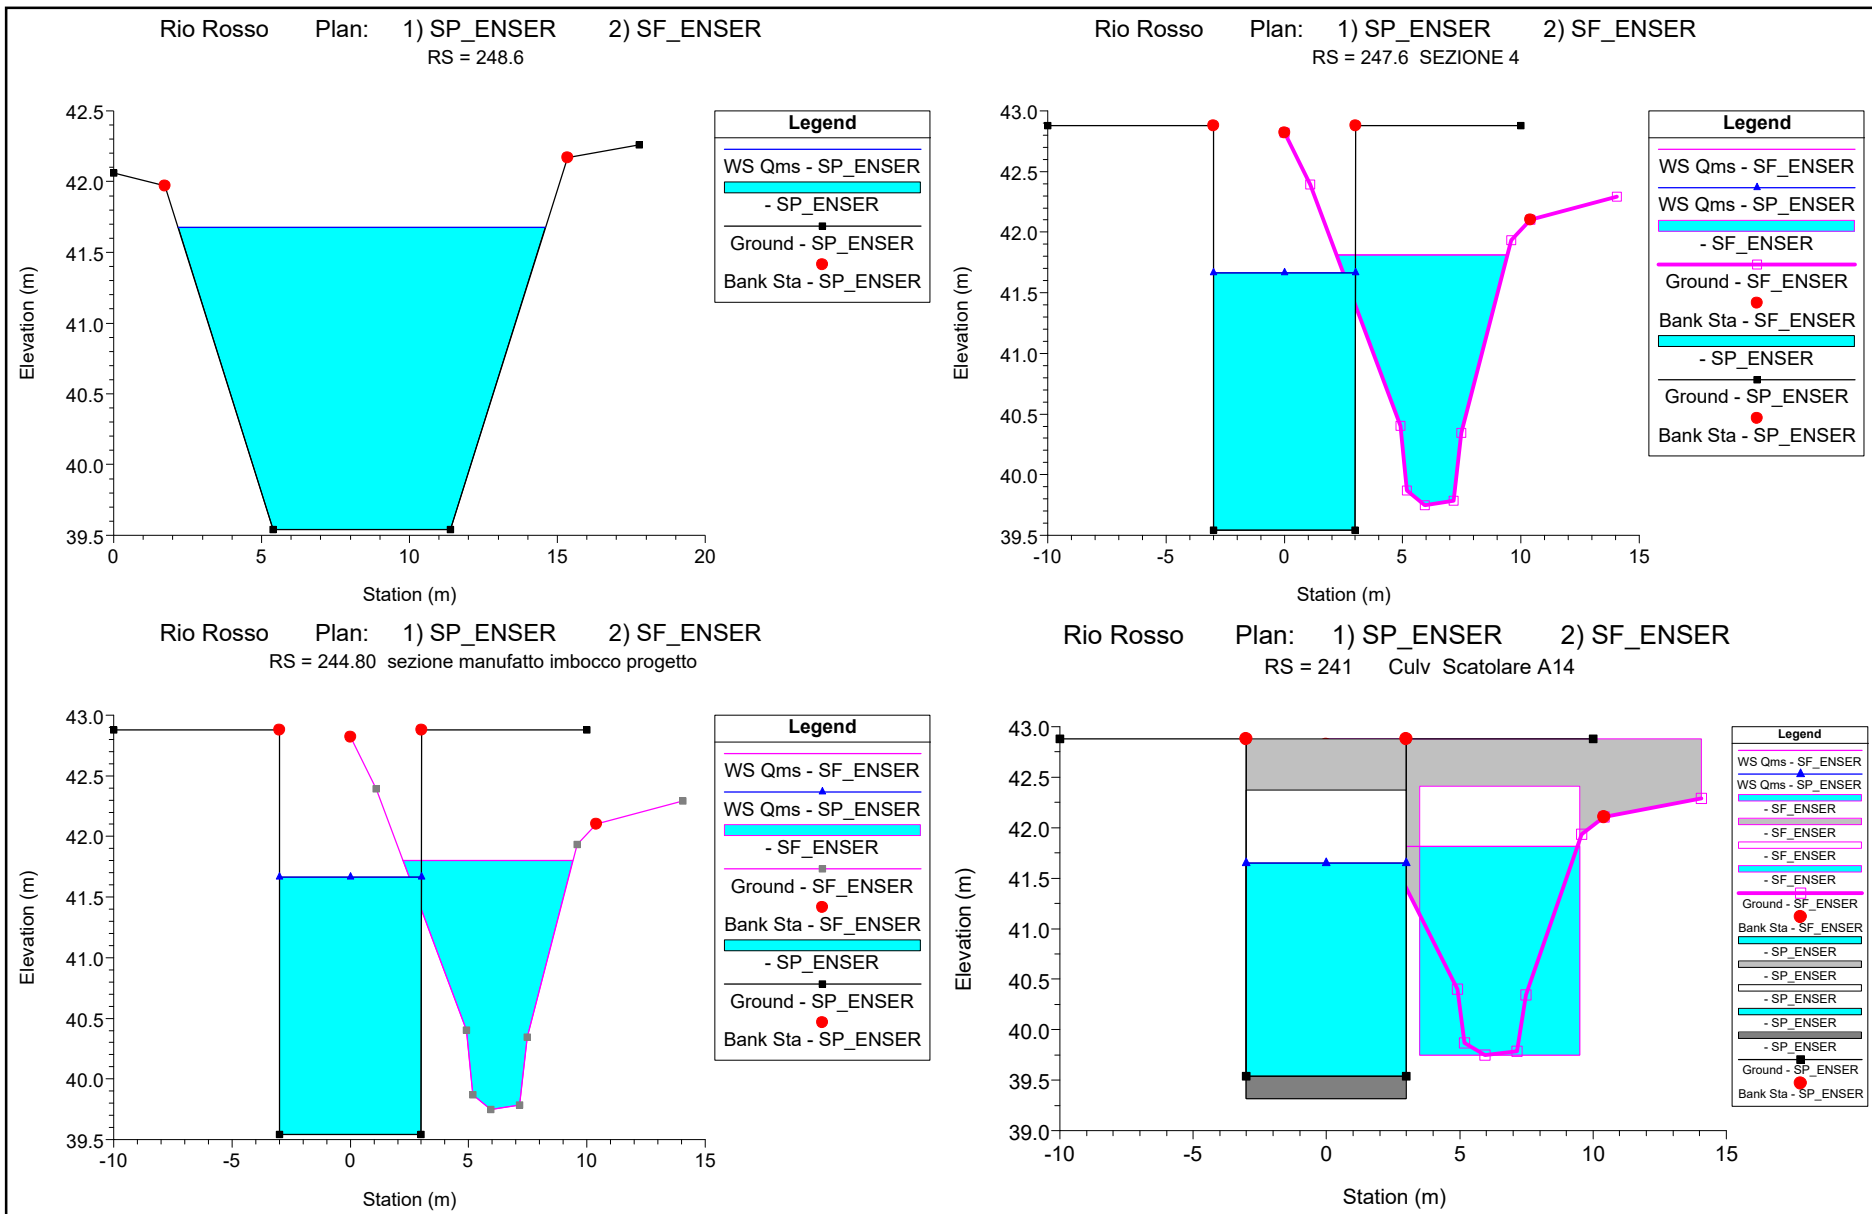 Rio Rosso Plan: 1) SP_ENSER 2) SF_ENSER
RS = 248.6
42.5
42.0
41.5
41.0
40.5
40.0
39.5
0 5 10 15 20
Elevation (m)
Station (m)
Legend
WS Qms - SP_ENSER
- SP_ENSER
Ground - SP_ENSER
Bank Sta - SP_ENSER
Rio Rosso Plan: 1) SP_ENSER 2) SF_ENSER
RS = 247.6 SEZIONE 4
43.0
42.5
42.0
41.5
41.0
40.5
40.0
39.5
-10 -5 0 5 10 15
Elevation (m)
Station (m)
Legend
WS Qms - SF_ENSER
WS Qms - SP_ENSER
- SF_ENSER
Ground - SF_ENSER
Bank Sta - SF_ENSER
- SP_ENSER
Ground - SP_ENSER
Bank Sta - SP_ENSER
Rio Rosso Plan: 1) SP_ENSER 2) SF_ENSER
RS = 244.80 sezione manufatto imbocco progetto
43.0
42.5
42.0
41.5
41.0
40.5
40.0
39.5
-10 -5 0 5 10 15
Elevation (m)
Station (m)
Legend
WS Qms - SF_ENSER
WS Qms - SP_ENSER
- SF_ENSER
Ground - SF_ENSER
Bank Sta - SF_ENSER
- SP_ENSER
Ground - SP_ENSER
Bank Sta - SP_ENSER
Rio Rosso Plan: 1) SP_ENSER 2) SF_ENSER
RS = 241 Culv Scatolare A14
43.0
42.5
42.0
41.5
41.0
40.5
40.0
39.5
39.0
-10 -5 0 5 10 15
Elevation (m)
Station (m)
Legend
WS Qms - SF_ENSER
WS Qms - SP_ENSER
- SF_ENSER
- SF_ENSER
- SF_ENSER
- SF_ENSER
Ground - SF_ENSER
Bank Sta - SF_ENSER
- SP_ENSER
- SP_ENSER
- SP_ENSER
- SP_ENSER
- SP_ENSER
Ground - SP_ENSER
Bank Sta - SP_ENSER